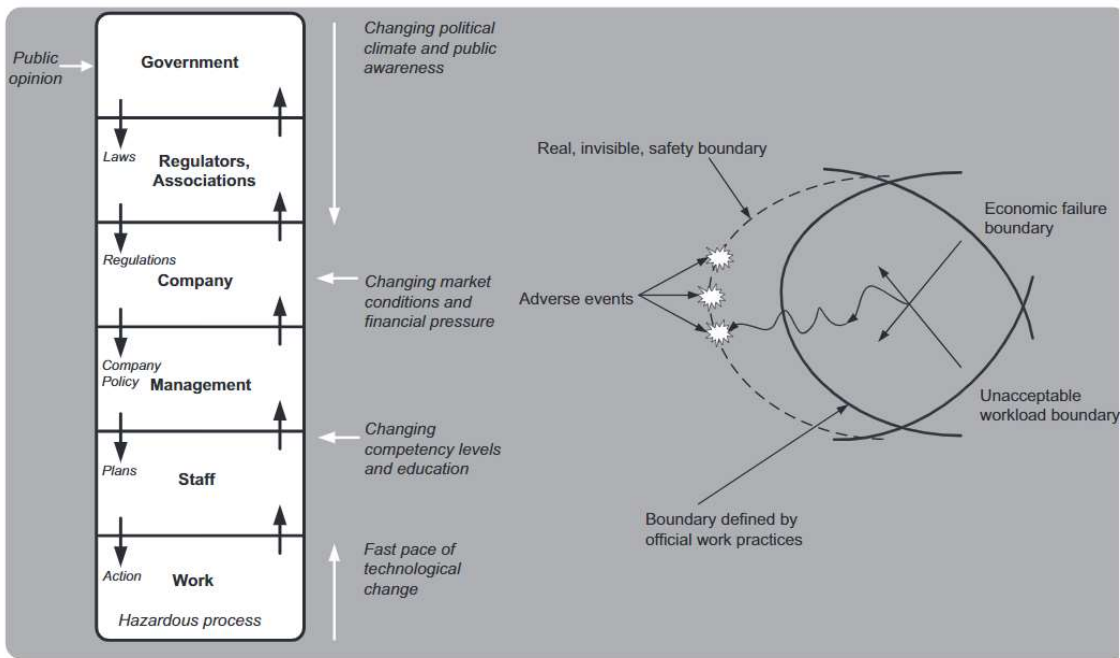 Public
opinion
Government
Laws
Regulators,
Associations
Regulations
Company
Company
Policy
Management
Plans
Staff
Action
Work
Hazardous process
Changing political
climate and public
awareness
Changing market
conditions and
financial pressure
Changing
competency levels
and education
Fast pace of
technological
change
Real, invisible, safety boundary
Economic failure
boundary
Adverse events
Unacceptable
workload boundary
Boundary defined by
official work practices